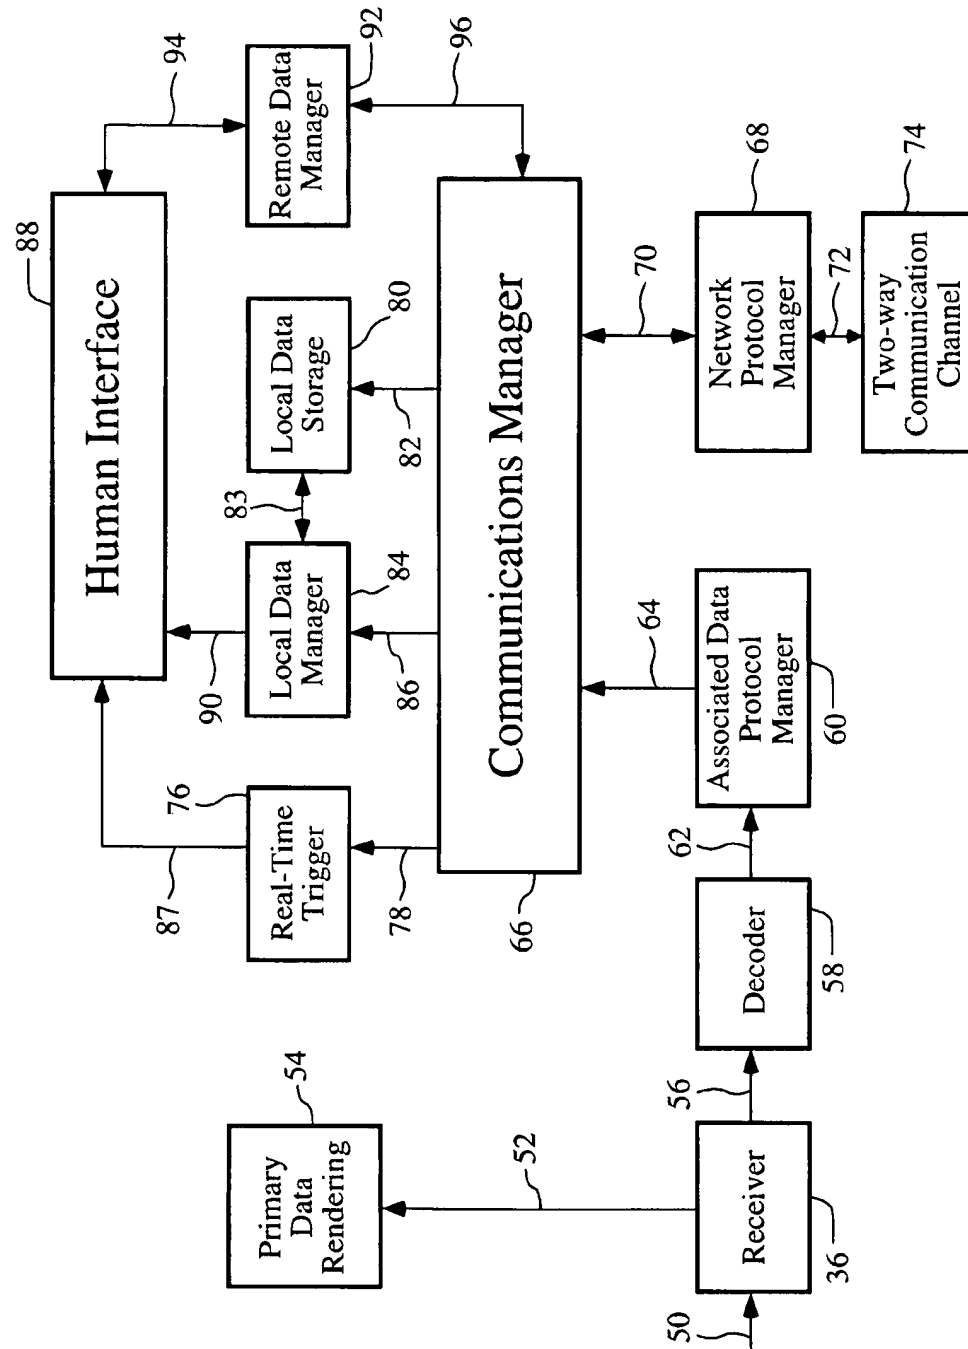 88
Human Interface
94
Remote Data
Manager
92
96
Local Data
Storage
80
82
83
Local Data
Manager
84
86
90
87
76
Real-Time
Trigger
78
Communications Manager
66
70
Network
Protocol
Manager
68
72
Two-way
Communication
Channel
74
64
Associated Data
Protocol
Manager
60
62
Decoder
58
56
Primary
Data
Rendering
54
52
Receiver
36
50